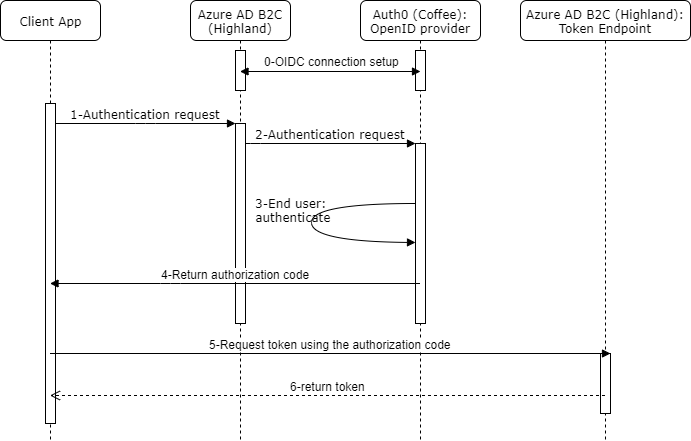 Client App
Azure AD B2C
(Highland)
Auth0 (Coffee):
OpenID provider
Azure AD B2C (Highland):
Token Endpoint
0-OIDC connection setup
1-Authentication request
2-Authentication request
3-End user:
authenticate
4-Return authorization code
5-Request token using the authorization code
6-return token